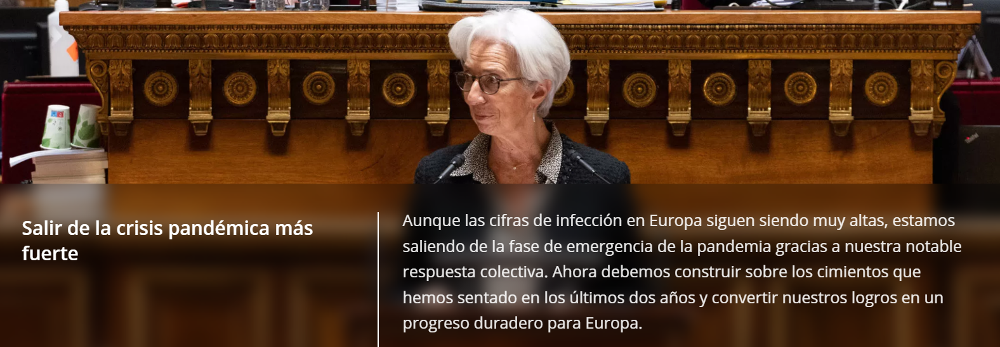 Salir de la crisis pandémica más
fuerte
Aunque las cifras de infección en Europa siguen siendo muy altas, estamos
saliendo de la fase de emergencia de la pandemia gracias a nuestra notable
respuesta colectiva. Ahora debemos construir sobre los cimientos que
hemos sentado en los últimos dos años y convertir nuestros logros en un
progreso duradero para Europa.